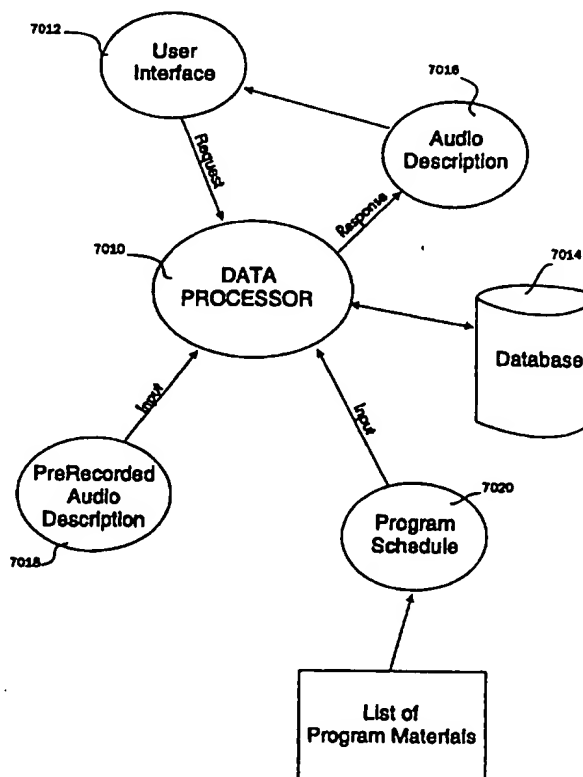 7012
User
Interface
7016
Audio
Description
Request
Response
7010
DATA
PROCESSOR
7014
Database
Input
Input
PreRecorded
Audio
Description
7018
7020
Program
Schedule
List of
Program Materials